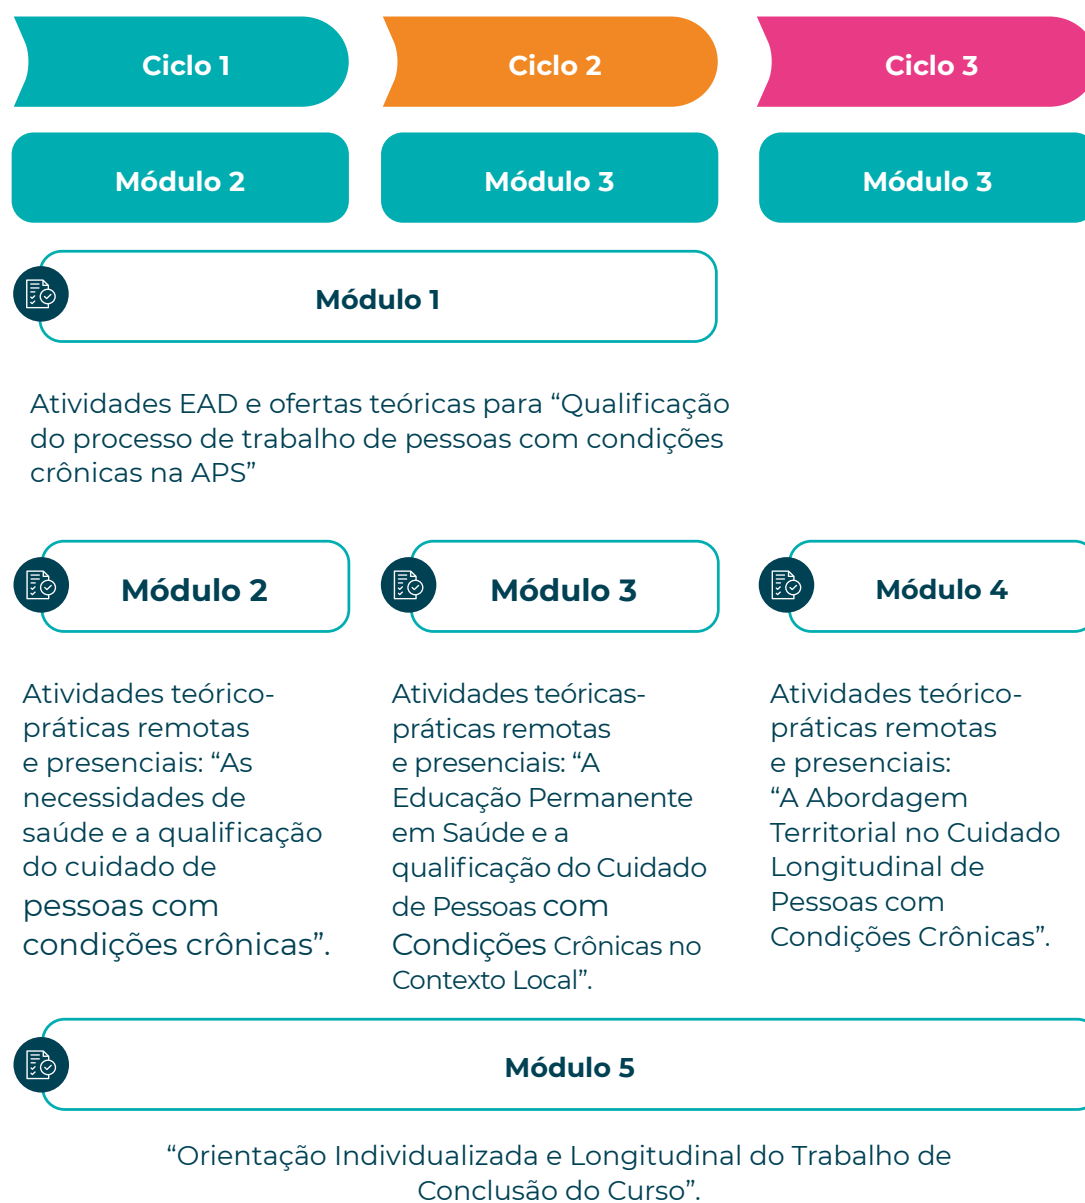 Ciclo 1
Ciclo 2
Ciclo 3
Módulo 2
Módulo 3
Módulo 3
Módulo 1
Atividades EAD e ofertas teóricas para “Qualificação
do processo de trabalho de pessoas com condições
crônicas na APS”
Módulo 2
Atividades teórico-
práticas remotas
e presenciais: “As
necessidades de
saúde e a qualificação
do cuidado de
pessoas com
condições crônicas”.
Módulo 3
Atividades teóricas-
práticas remotas
e presenciais: “A
Educação Permanente
em Saúde e a
qualificação do Cuidado
de Pessoas com
Condições Crônicas no
Contexto Local”.
Módulo 4
Atividades teórico-
práticas remotas
e presenciais:
“A Abordagem
Territorial no Cuidado
Longitudinal de
Pessoas com
Condições Crônicas”.
Módulo 5
“Orientação Individualizada e Longitudinal do Trabalho de
Conclusão do Curso”.